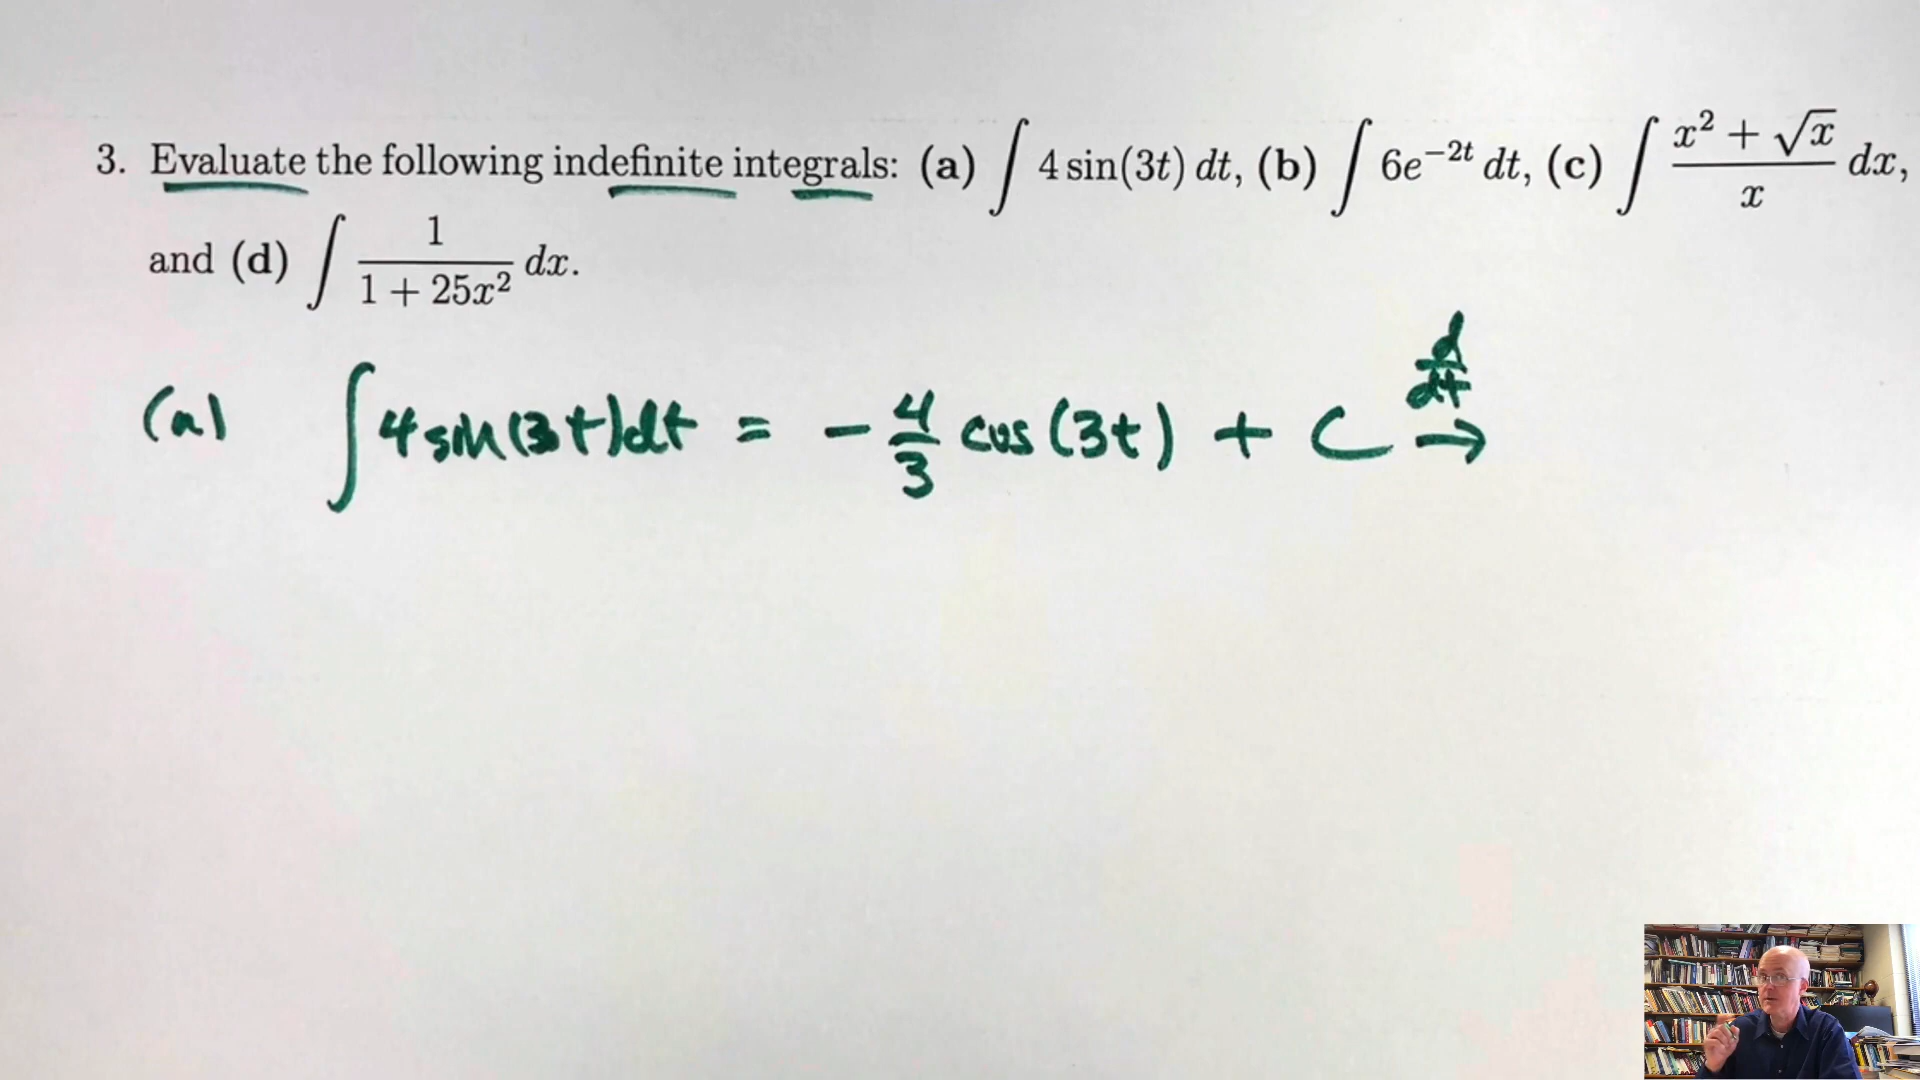 3. Evaluate the following indefinite integrals: (a) ∫ 4 sin(3t) dt, (b) ∫ 6e^{−2t} dt, (c) ∫ (x² + √x)/x dx,
and (d) ∫ 1/(1 + 25x²) dx.
(a) ∫ 4 sin(3t) dt = − 4/3 cos(3t) + C d/dt →